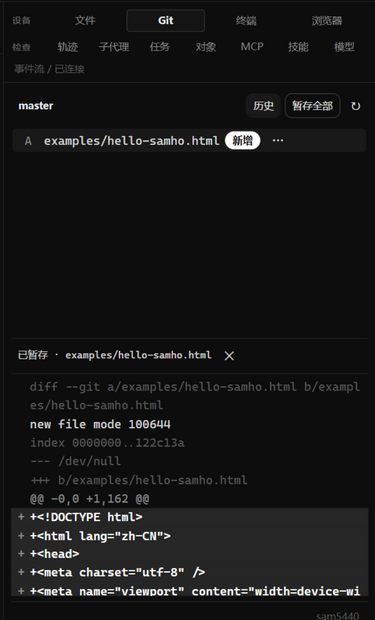 设备 文件 Git 终端 浏览器
检查 轨迹 子代理 任务 对象 MCP 技能 模型
事件流 / 已连接
master 历史 暂存全部 ↻
A examples/hello-samho.html 新增 ···
已暂存 · examples/hello-samho.html ×
diff --git a/examples/hello-samho.html b/exampl
es/hello-samho.html
new file mode 100644
index 0000000..122c13a
--- /dev/null
+++ b/examples/hello-samho.html
@@ -0,0 +1,162 @@
+ +<!DOCTYPE html>
+ +<html lang="zh-CN">
+ +<head>
+ +<meta charset="utf-8" />
+ +<meta name="viewport" content="width=device-wi
sam5440